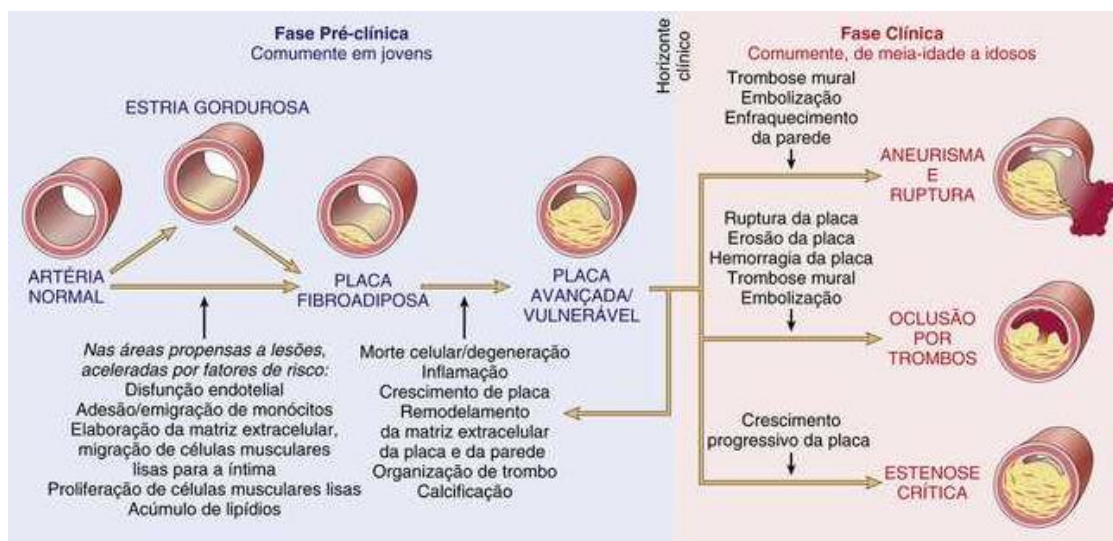 Fase Pré-clínica
Comumente em jovens
ESTRIA GORDUROSA
ARTÉRIA
NORMAL
PLACA
FIBROADIPOSA
PLACA
AVANÇADA/
VULNERÁVEL
Nas áreas propensas a lesões,
aceleradas por fatores de risco:
Disfunção endotelial
Adesão/emigração de monócitos
Elaboração da matriz extracelular,
migração de células musculares
lisas para a íntima
Proliferação de células musculares lisas
Acúmulo de lipídios
Morte celular/degeneração
Inflamação
Crescimento de placa
Remodelamento
da matriz extracelular
da placa e da parede
Organização de trombo
Calcificação
Horizonte
clínico
Fase Clínica
Comumente, de meia-idade a idosos
Trombose mural
Embolização
Enfraquecimento
da parede
ANEURISMA
E
RUPTURA
Ruptura da placa
Erosão da placa
Hemorragia da placa
Trombose mural
Embolização
OCLUSÃO
POR
TROMBOS
Crescimento
progressivo da placa
ESTENOSE
CRÍTICA